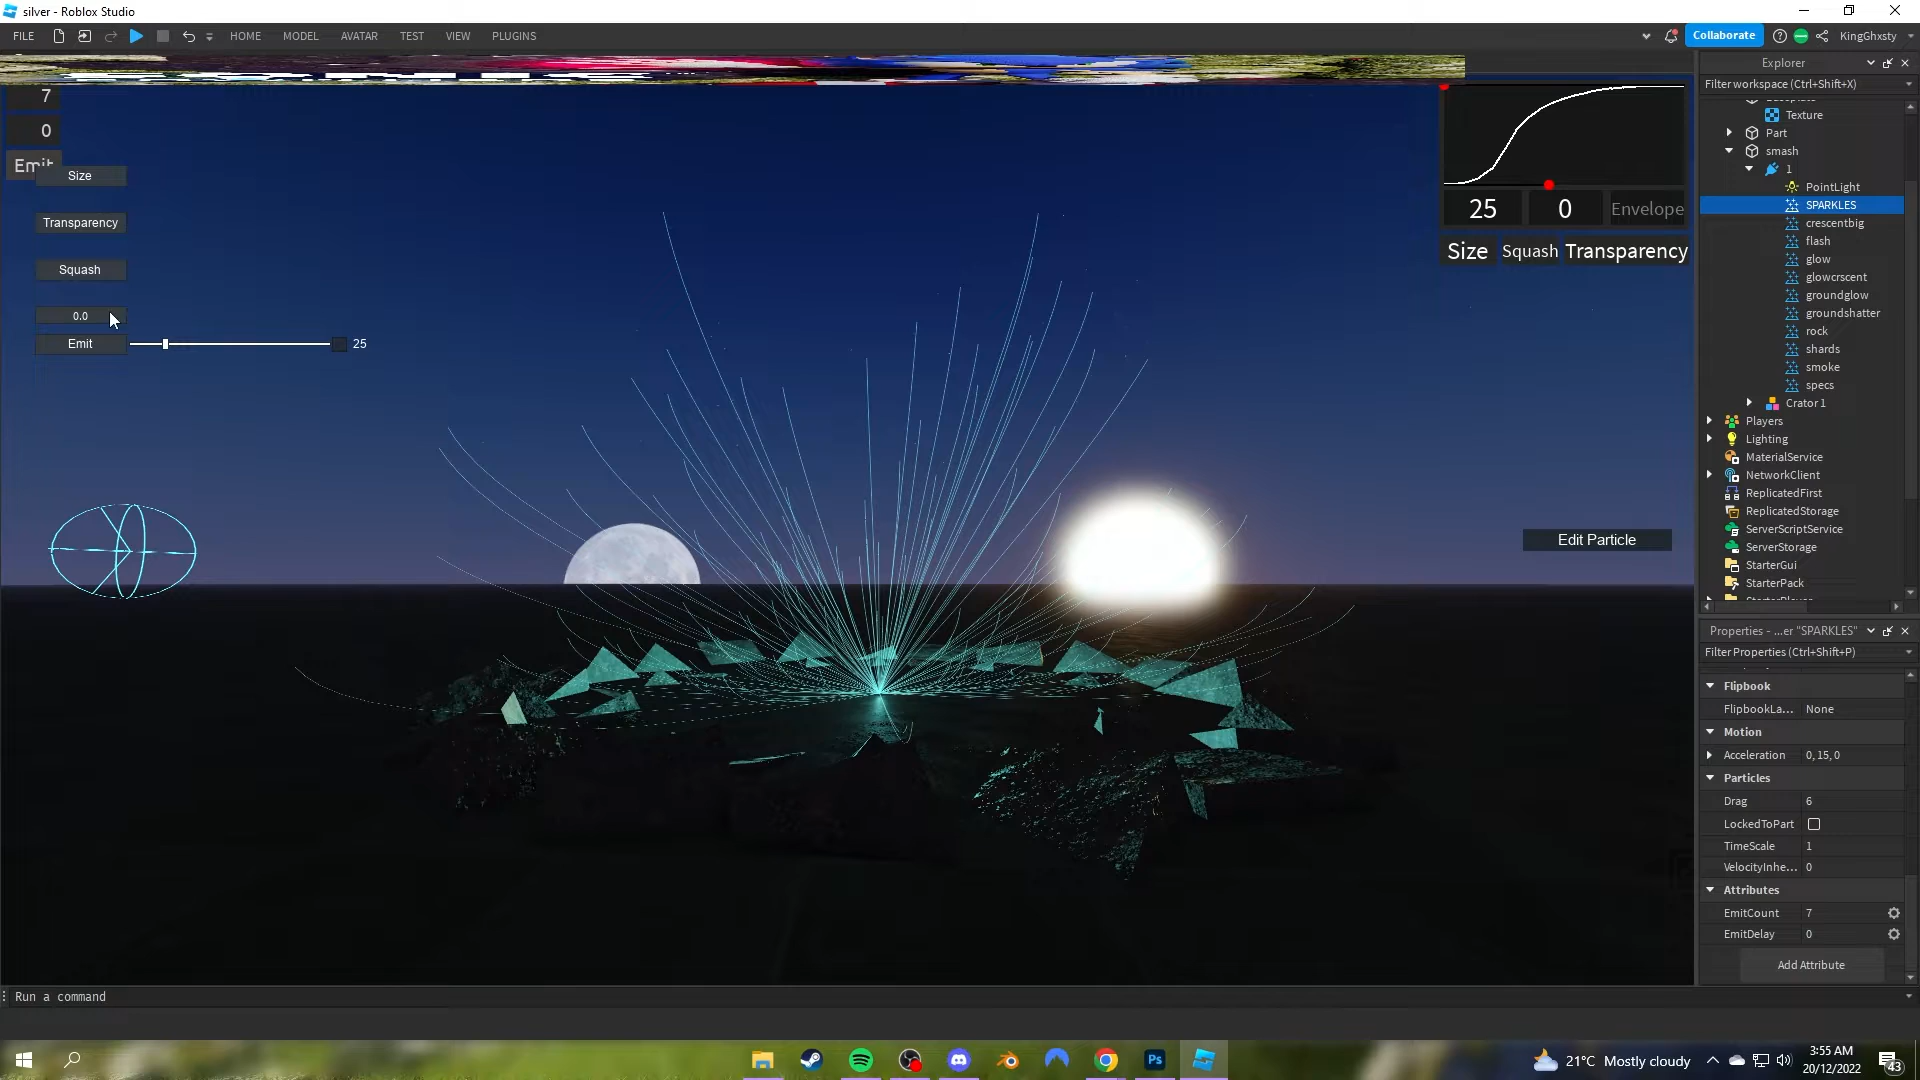 silver - Roblox Studio
FILE HOME MODEL AVATAR TEST VIEW PLUGINS
Collaborate KingGhxsty
7
0
Emit
Size
Transparency
Squash
0.0
Emit 25
25 0 Envelope
Size Squash Transparency
Edit Particle
Explorer
Filter workspace (Ctrl+Shift+X)
Texture
Part
smash
1
PointLight
SPARKLES
crescentbig
flash
glow
glowcrscent
groundglow
groundshatter
rock
shards
smoke
specs
Crator 1
Players
Lighting
MaterialService
NetworkClient
ReplicatedFirst
ReplicatedStorage
ServerScriptService
ServerStorage
StarterGui
StarterPack
Properties - ...er "SPARKLES"
Filter Properties (Ctrl+Shift+P)
Flipbook
FlipbookLa... None
Motion
Acceleration 0, 15, 0
Particles
Drag 6
LockedToPart
TimeScale 1
VelocityInhe... 0
Attributes
EmitCount 7
EmitDelay 0
Add Attribute
Run a command
Ps
21°C Mostly cloudy
3:55 AM
20/12/2022
43